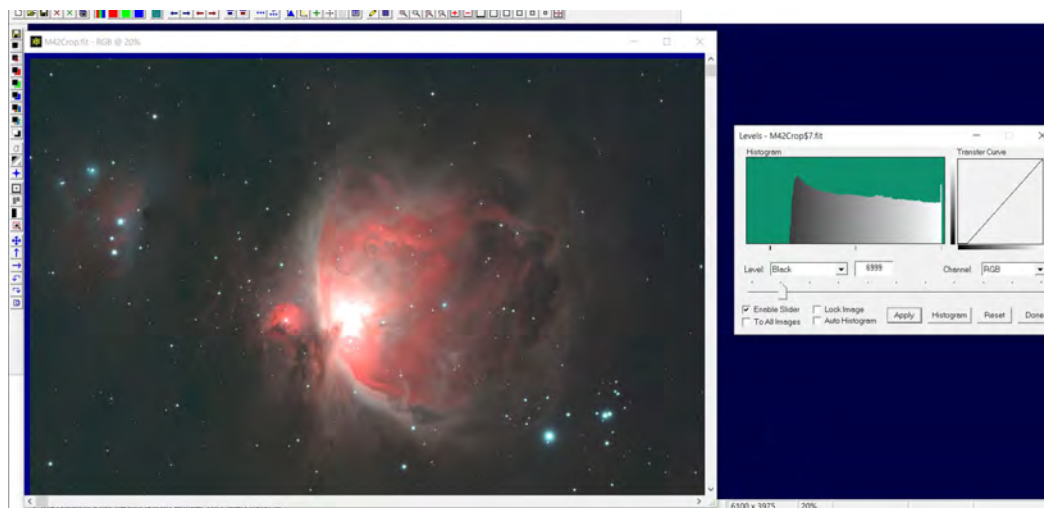 M42Crop.fit - RGB @ 20%
Levels - M42Crop$7.fit
Histogram
Transfer Curve
Level: Black 6999 Channel: RGB
Enable Slider Lock Image
To All Images Auto Histogram Apply Histogram Reset Done
6100 x 3975 20%